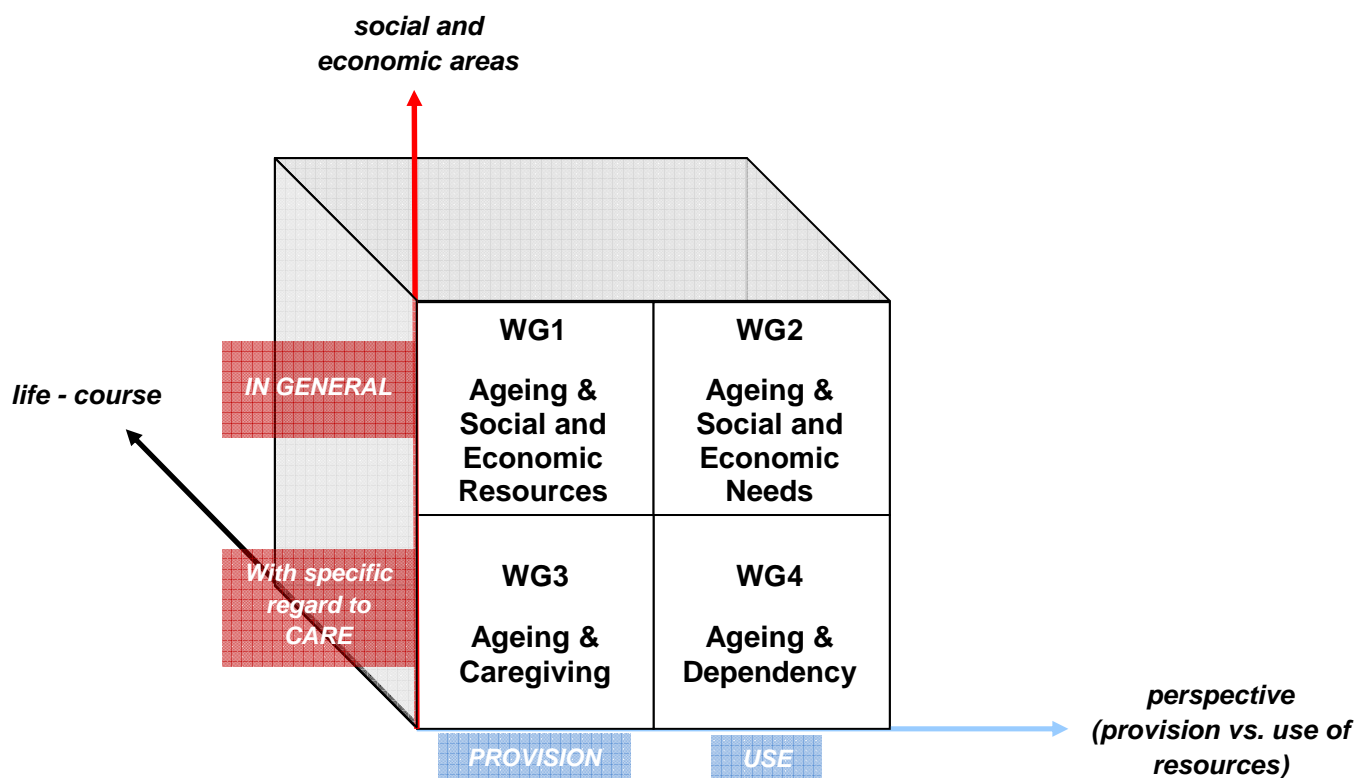 social and
economic areas
WG1
Ageing &
Social and
Economic
Resources
WG2
Ageing &
Social and
Economic
Needs
IN GENERAL
life - course
With specific
regard to
CARE
WG3
Ageing &
Caregiving
WG4
Ageing &
Dependency
PROVISION
USE
perspective
(provision vs. use of
resources)